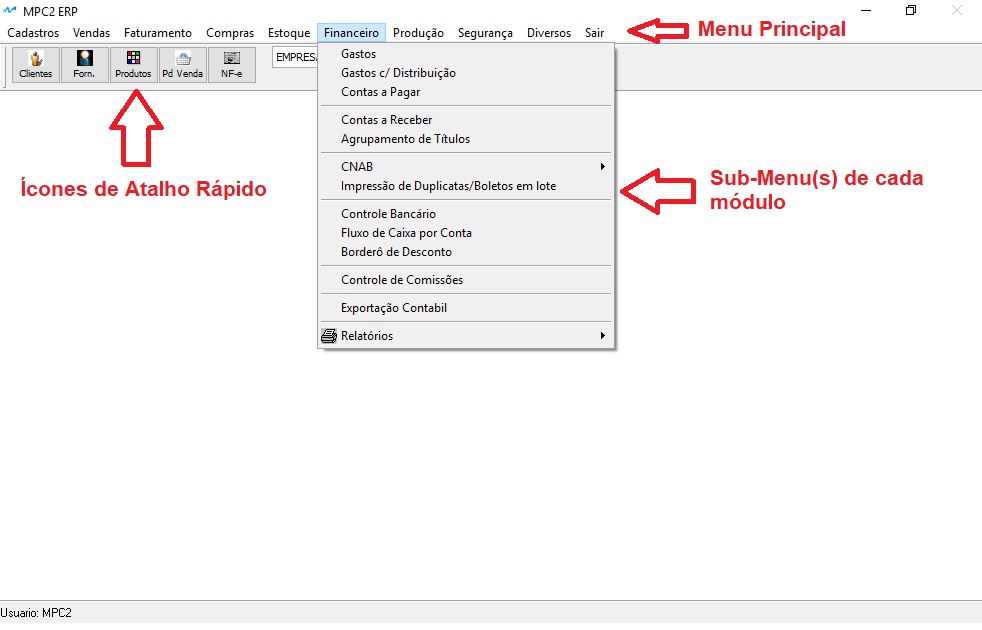 MPC2 ERP
Cadastros Vendas Faturamento Compras Estoque Financeiro Produção Segurança Diversos Sair
Menu Principal
Clientes Forn. Produtos Pd Venda NF-e
EMPRESA
Gastos
Gastos c/ Distribuição
Contas a Pagar
Contas a Receber
Agrupamento de Títulos
CNAB
Impressão de Duplicatas/Boletos em lote
Controle Bancário
Fluxo de Caixa por Conta
Borderô de Desconto
Controle de Comissões
Exportação Contabil
Relatórios
Ícones de Atalho Rápido
Sub-Menu(s) de cada
módulo
Usuario: MPC2